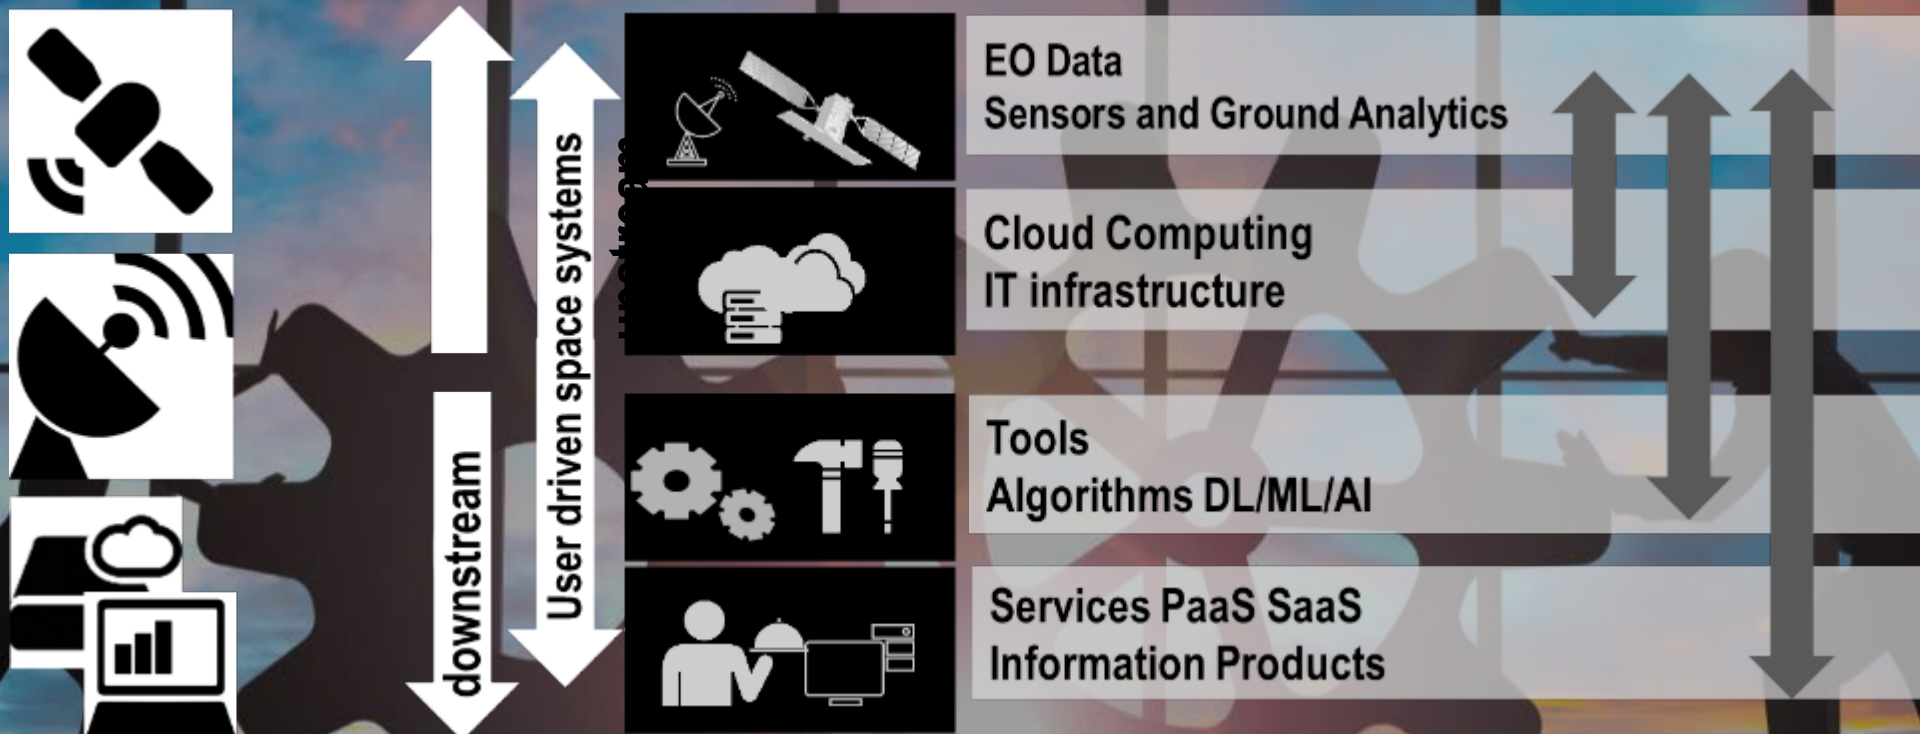 downstream
User driven space systems
EO Data
Sensors and Ground Analytics
Cloud Computing
IT infrastructure
Tools
Algorithms DL/ML/AI
Services PaaS SaaS
Information Products